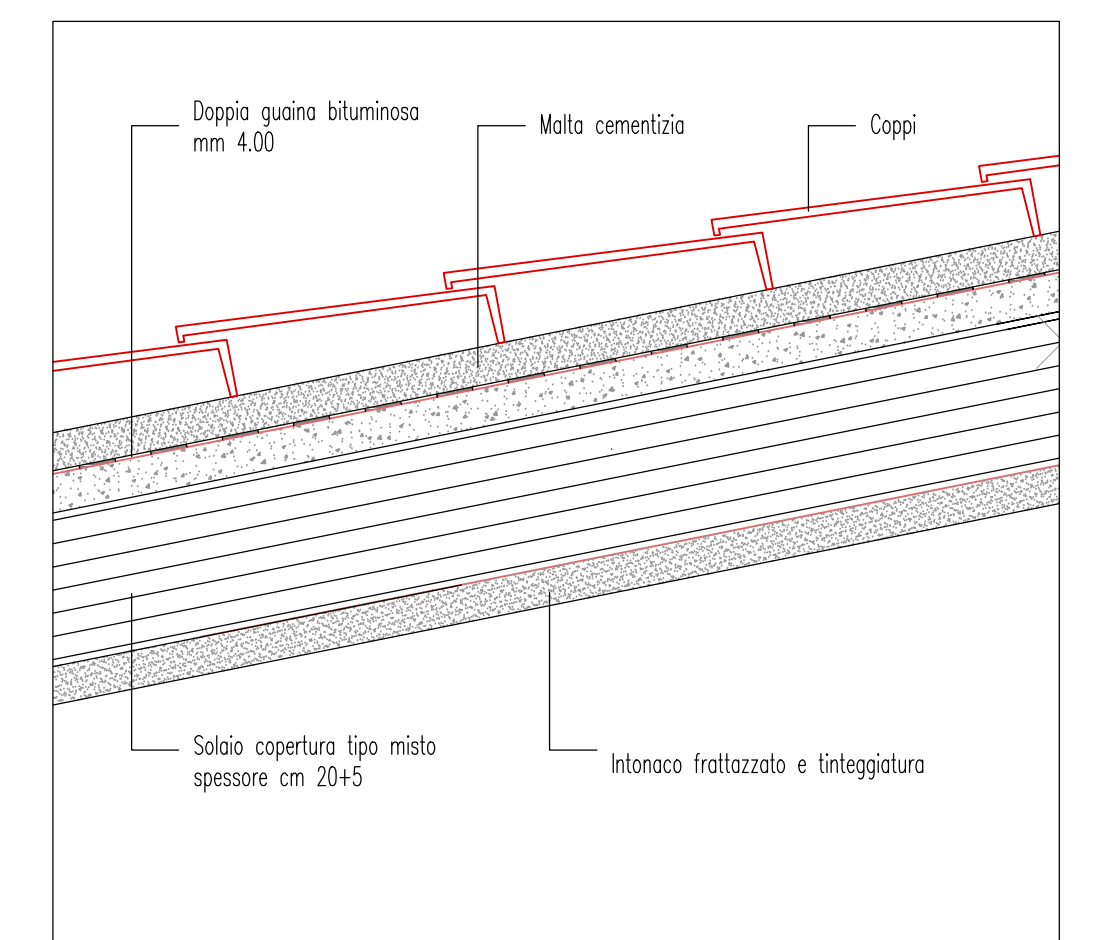 Doppia guaina bituminosa
mm 4.00
Malta cementizia
Coppi
Solaio copertura tipo misto
spessore cm 20+5
Intonaco frattazzato e tinteggiatura